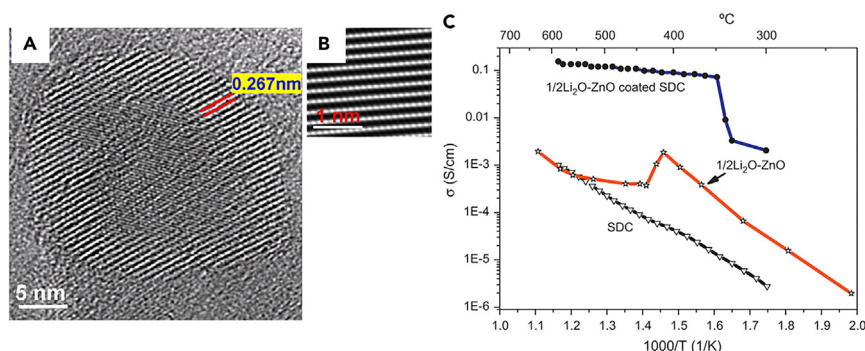 A
0.267nm
5 nm
B
1 nm
C
ºC
700
600
500
400
300
0.1
0.01
1E-3
1E-4
1E-5
1E-6
σ (S/cm)
1/2Li₂O-ZnO coated SDC
1/2Li₂O-ZnO
SDC
1.0 1.1 1.2 1.3 1.4 1.5 1.6 1.7 1.8 1.9 2.0
1000/T (1/K)